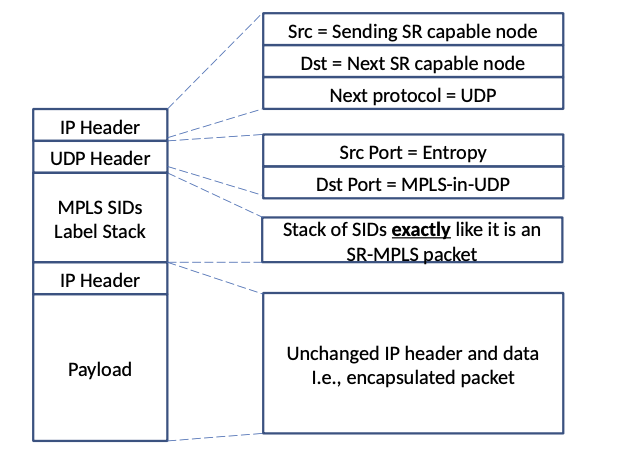 Src = Sending SR capable node
Dst = Next SR capable node
Next protocol = UDP
IP Header
UDP Header
Src Port = Entropy
Dst Port = MPLS-in-UDP
MPLS SIDs
Label Stack
Stack of SIDs exactly like it is an
SR-MPLS packet
IP Header
Payload
Unchanged IP header and data
I.e., encapsulated packet